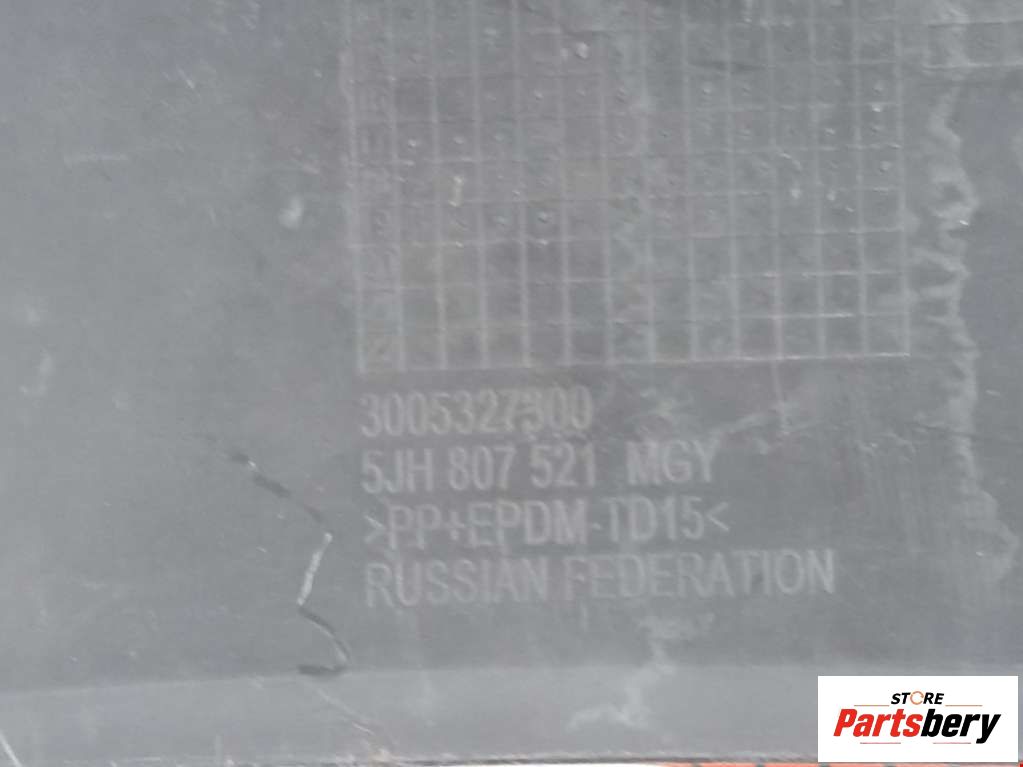 3005327300
5JH 807 521 MGY
>PP+EPDM-TD15<
RUSSIAN FEDERATION
STORE
Partsbery